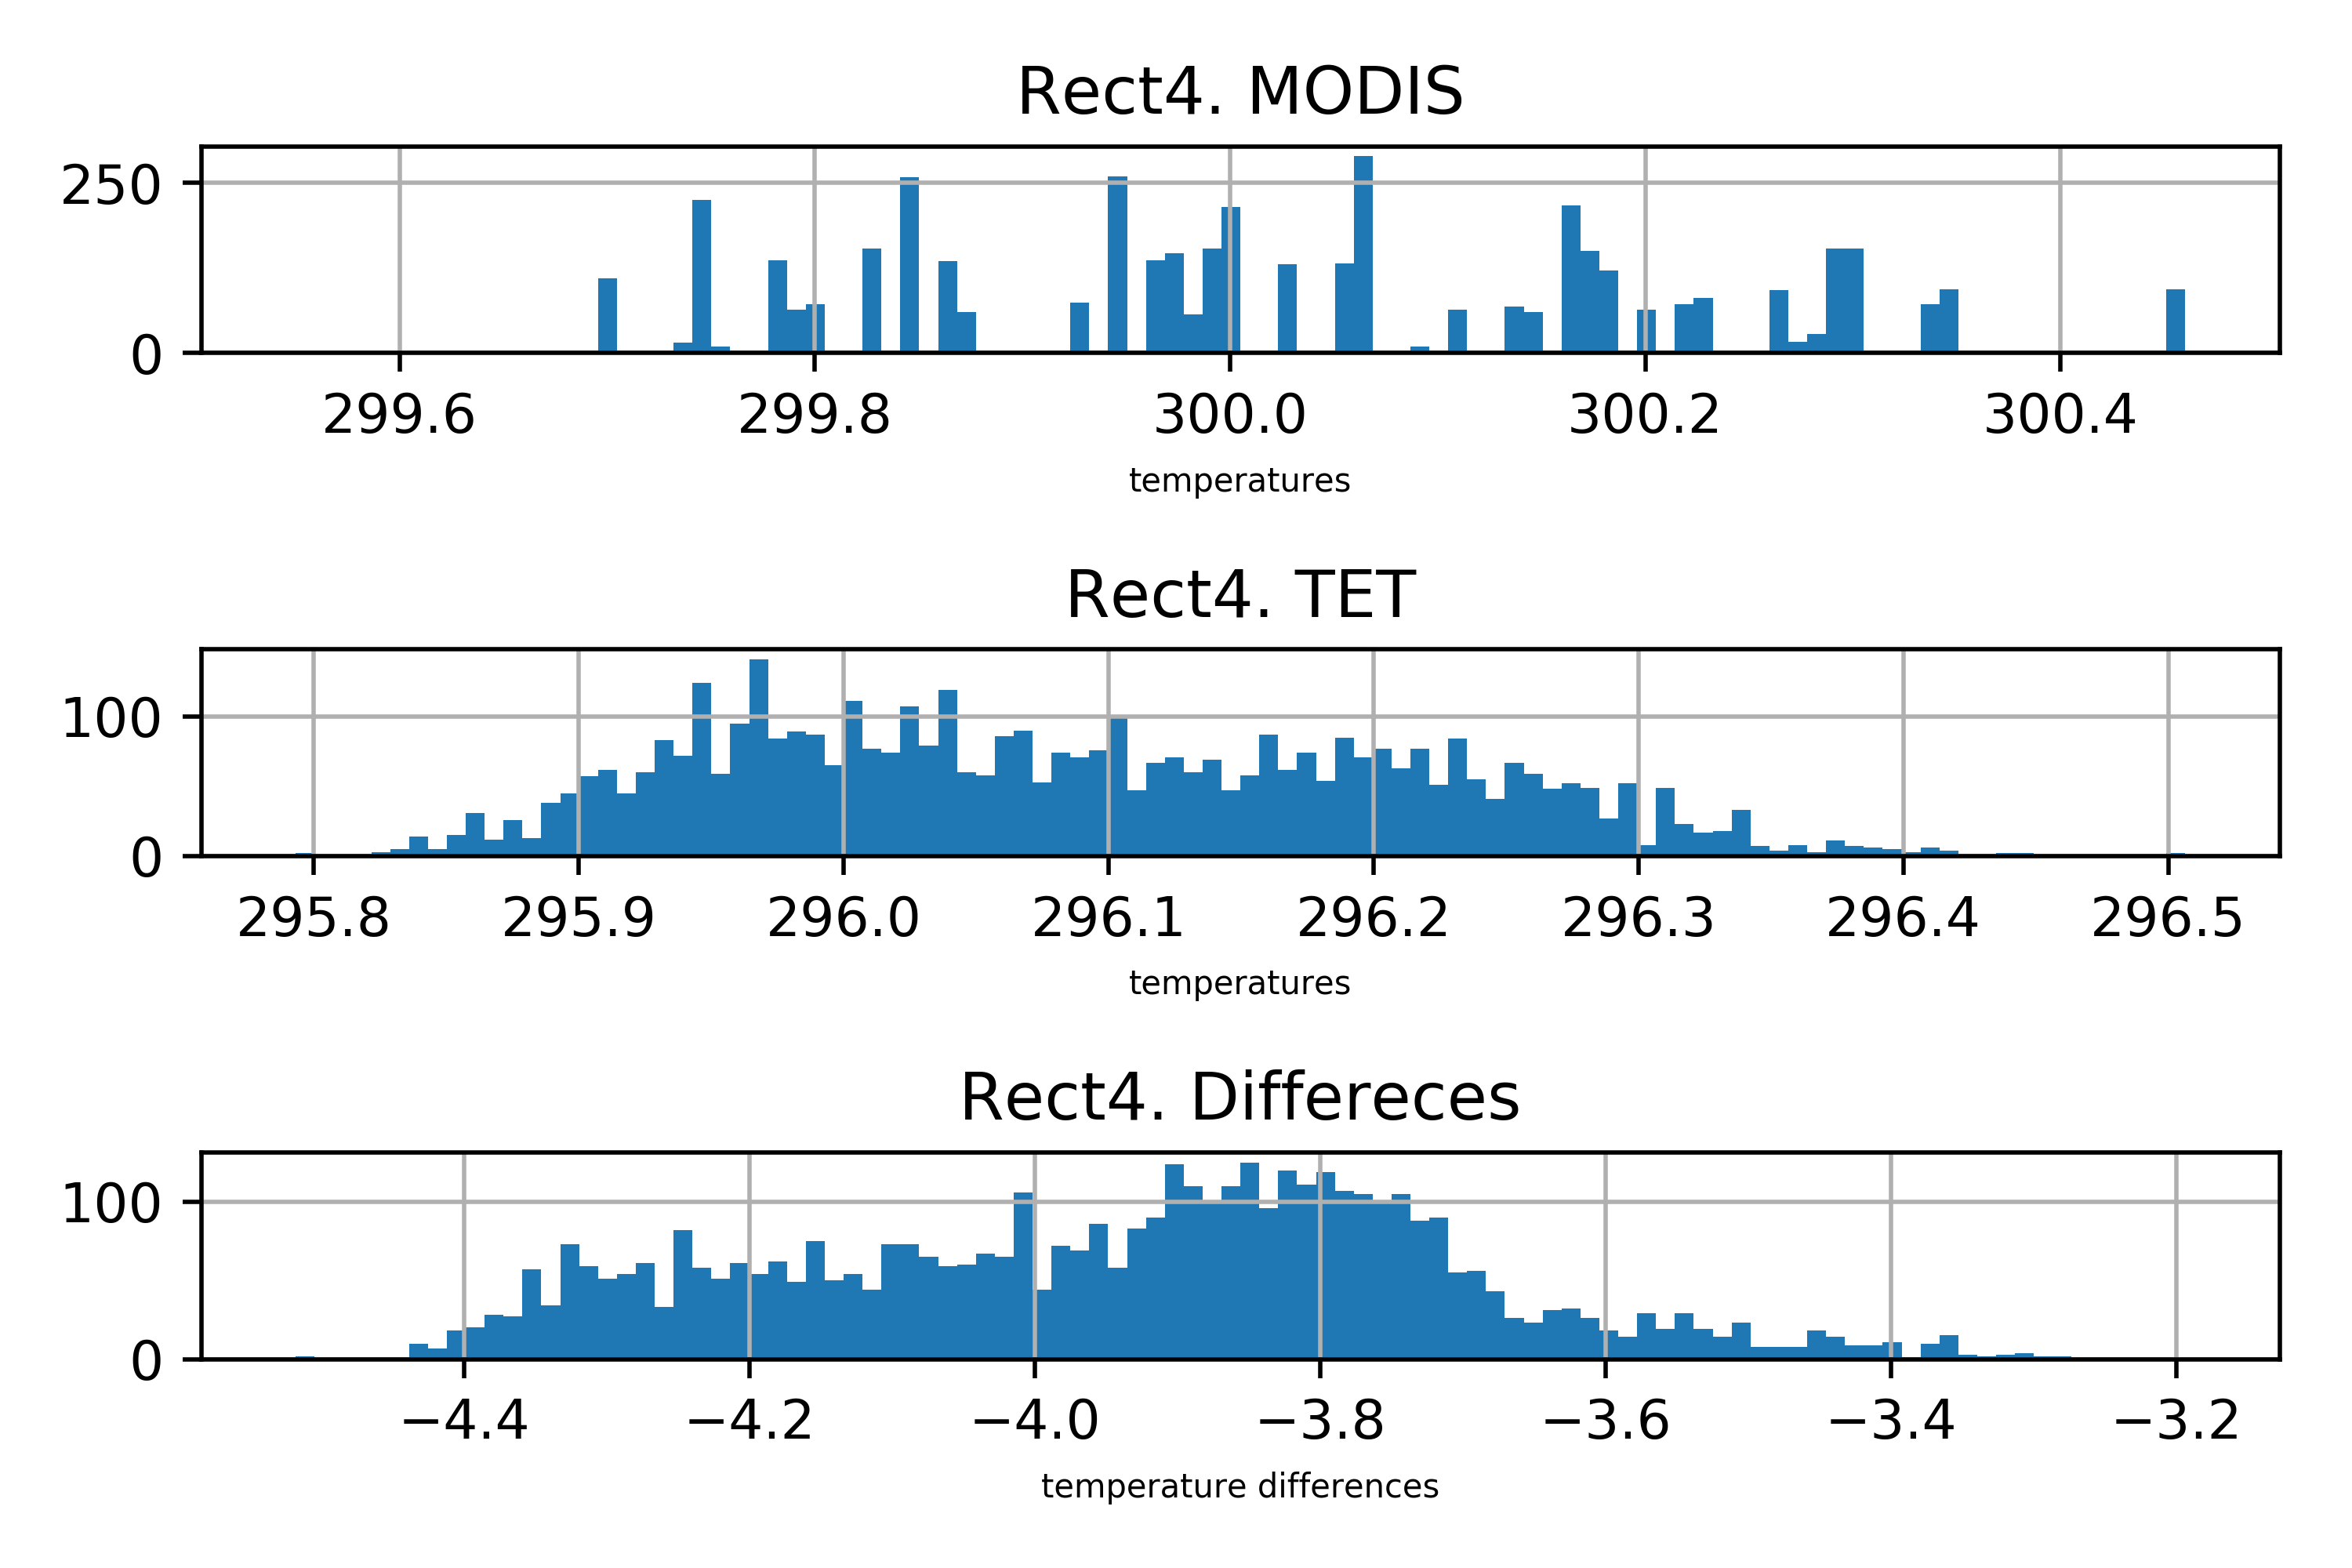 Rect4. MODIS
250
0
299.6 299.8 300.0 300.2 300.4
temperatures
Rect4. TET
100
0
295.8 295.9 296.0 296.1 296.2 296.3 296.4 296.5
temperatures
Rect4. Differeces
100
0
−4.4 −4.2 −4.0 −3.8 −3.6 −3.4 −3.2
temperature differences